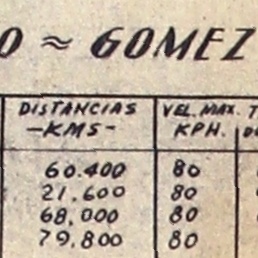 O ≈ GOMEZ
DISTANCIAS VEL. MAX. T
-KMS- KPH. D
60.400 80
21,600 80
68,000 80
79,800 80